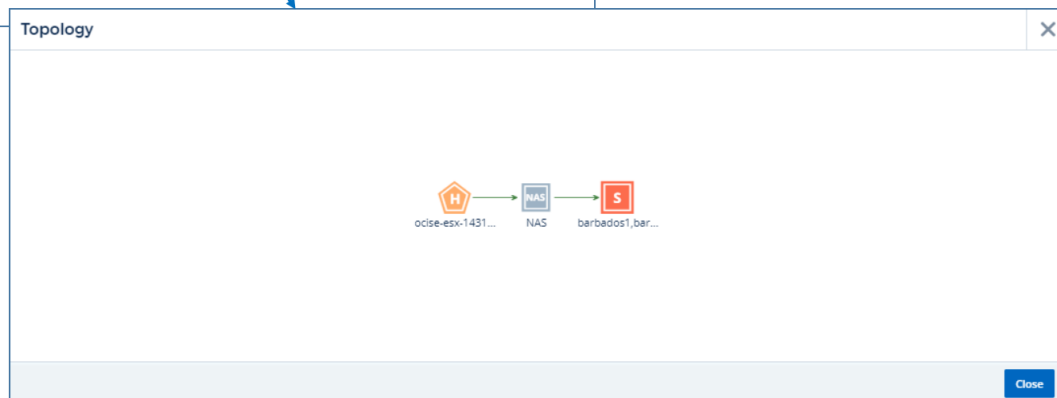 Topology
H
NAS
S
ocise-esx-1431...
NAS
barbados1,bar...
Close